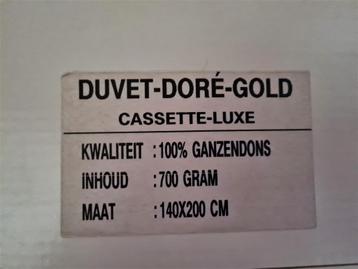 DUVET-DORÉ-GOLD
CASSETTE-LUXE
KWALITEIT : 100% GANZENDONS
INHOUD : 700 GRAM
MAAT : 140X200 CM